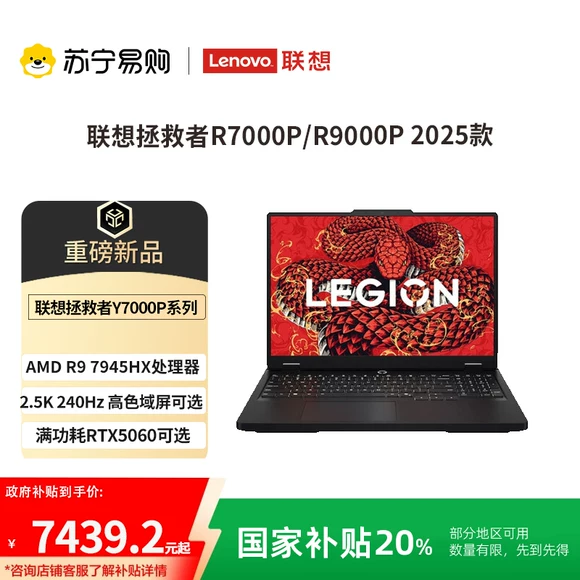 苏宁易购 Lenovo 联想
联想拯救者R7000P/R9000P 2025款
重磅新品
联想拯救者Y7000P系列
AMD R9 7945HX处理器
2.5K 240Hz 高色域屏可选
满功耗RTX5060可选
LEGION
政府补贴到手价:
¥7439.2元起
*咨询店铺客服了解补贴详情
国家补贴20%
部分地区可用
数量有限，先到先得